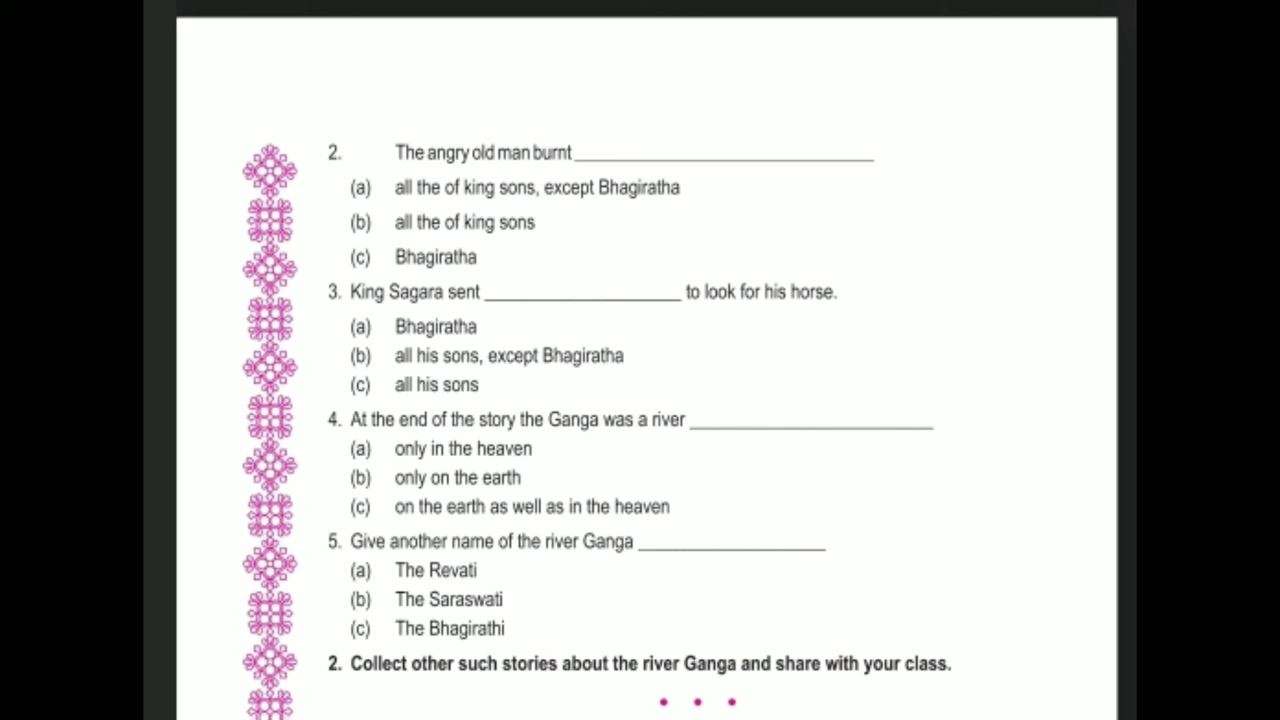 2. The angry old man burnt ______________________________
(a) all the of king sons, except Bhagiratha
(b) all the of king sons
(c) Bhagiratha
3. King Sagara sent ____________________ to look for his horse.
(a) Bhagiratha
(b) all his sons, except Bhagiratha
(c) all his sons
4. At the end of the story the Ganga was a river _________________________
(a) only in the heaven
(b) only on the earth
(c) on the earth as well as in the heaven
5. Give another name of the river Ganga ___________________
(a) The Revati
(b) The Saraswati
(c) The Bhagirathi
2. Collect other such stories about the river Ganga and share with your class.